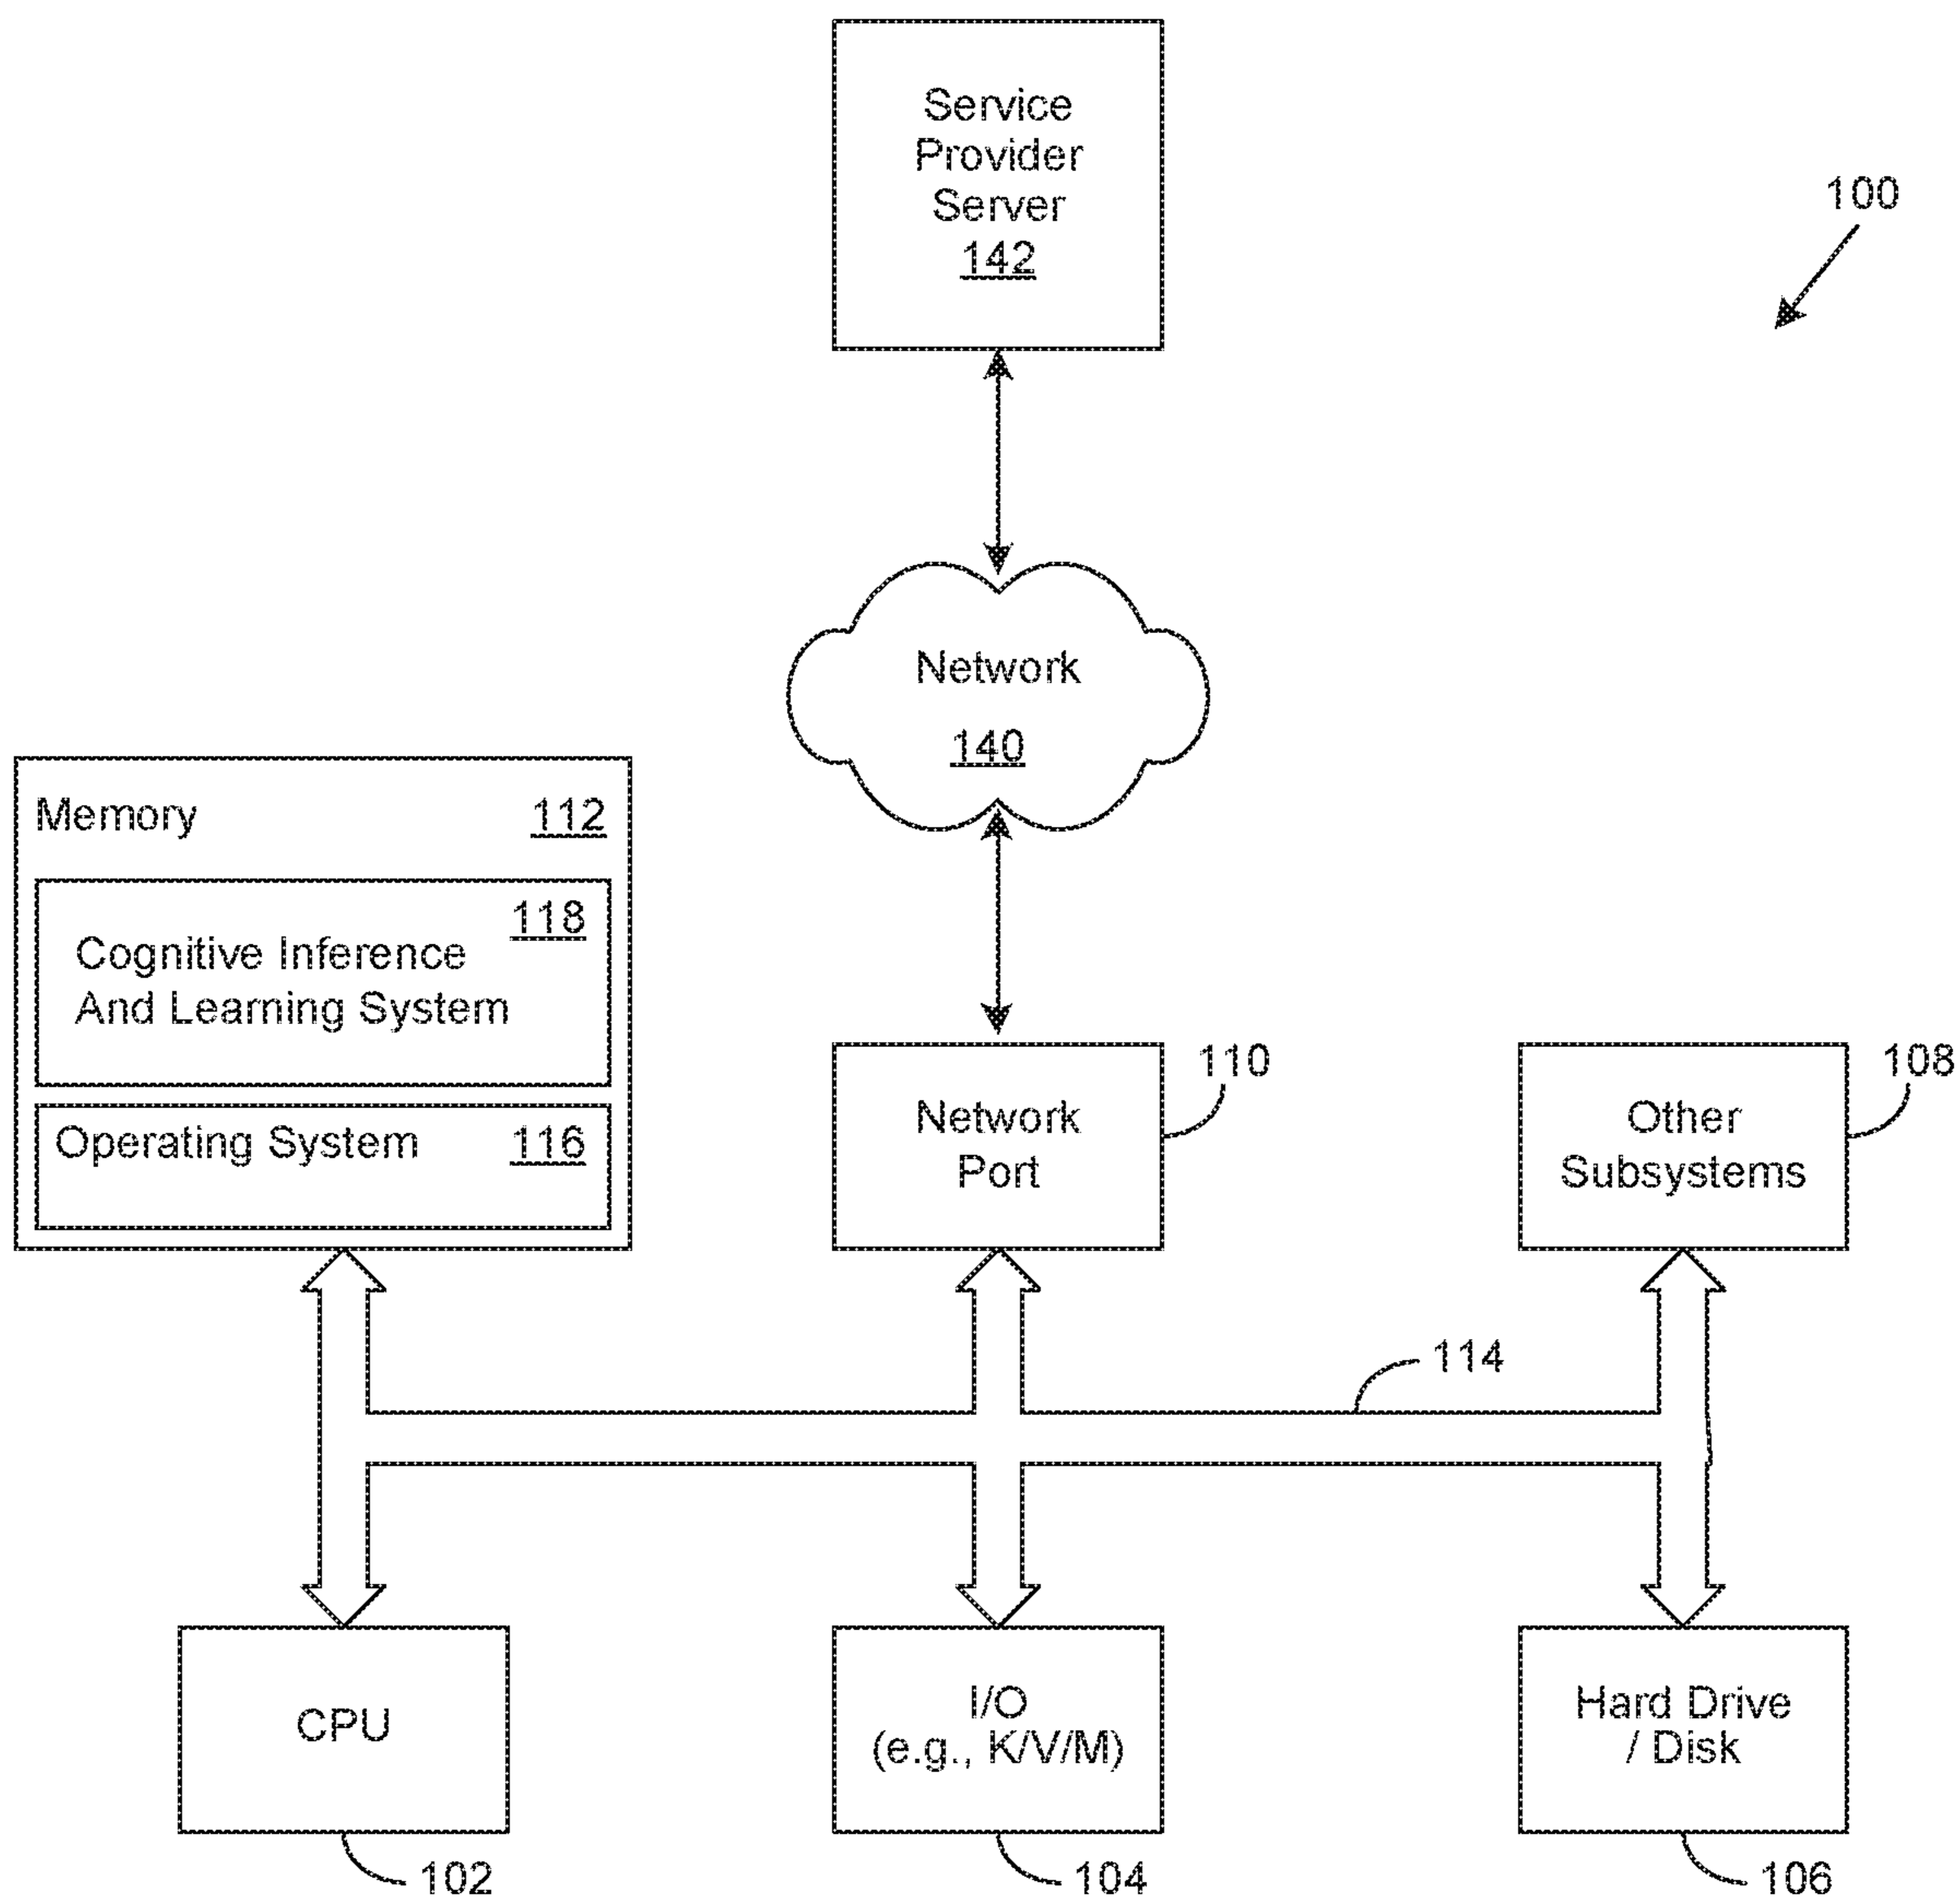 Service
Provider
Server
142
100
Network
140
Memory 112
118
Cognitive Inference
And Learning System
Operating System 116
110
Network
Port
108
Other
Subsystems
114
CPU
I/O
(e.g., K/V/M)
Hard Drive
/ Disk
102
104
106